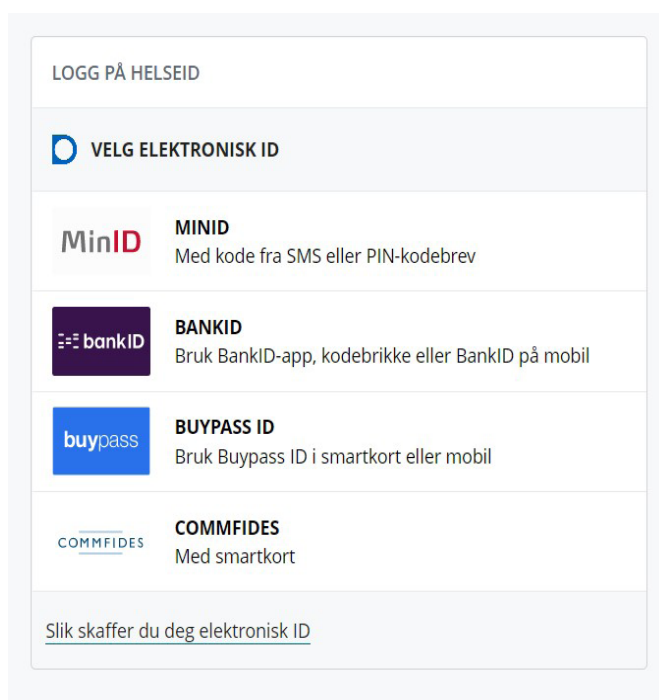 LOGG PÅ HELSEID
VELG ELEKTRONISK ID
MinID
MINID
Med kode fra SMS eller PIN-kodebrev
bankID
BANKID
Bruk BankID-app, kodebrikke eller BankID på mobil
buypass
BUYPASS ID
Bruk Buypass ID i smartkort eller mobil
COMMFIDES
COMMFIDES
Med smartkort
Slik skaffer du deg elektronisk ID